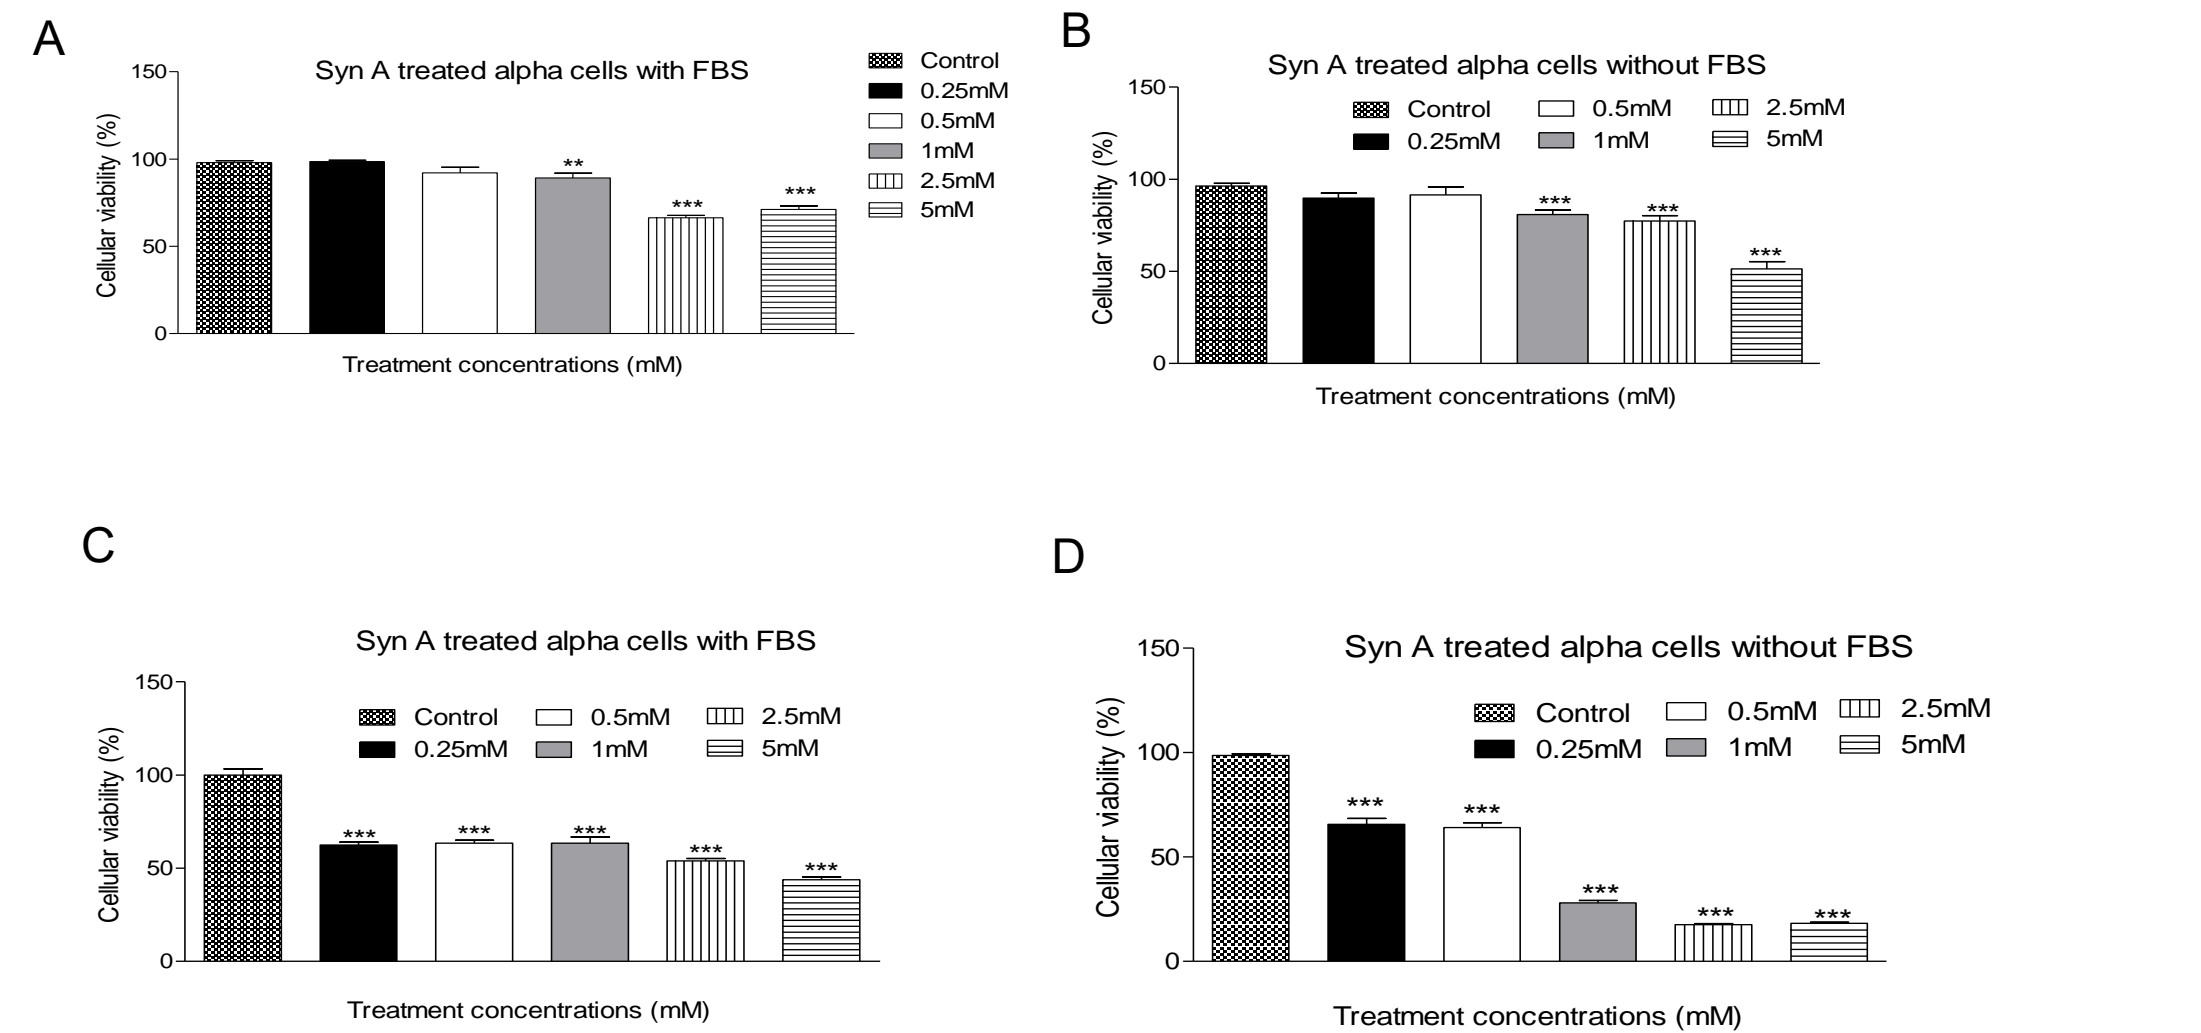 A
Syn A treated alpha cells with FBS
Cellular viability (%)
150
100
50
0
**
***
***
Treatment concentrations (mM)
Control
0.25mM
0.5mM
1mM
2.5mM
5mM
B
Syn A treated alpha cells without FBS
Cellular viability (%)
150
100
50
0
Control 0.5mM 2.5mM
0.25mM 1mM 5mM
***
***
***
Treatment concentrations (mM)
C
Syn A treated alpha cells with FBS
Cellular viability (%)
150
100
50
0
Control 0.5mM 2.5mM
0.25mM 1mM 5mM
***
***
***
***
***
Treatment concentrations (mM)
D
Syn A treated alpha cells without FBS
Cellular viability (%)
150
100
50
0
Control 0.5mM 2.5mM
0.25mM 1mM 5mM
***
***
***
***
***
Treatment concentrations (mM)